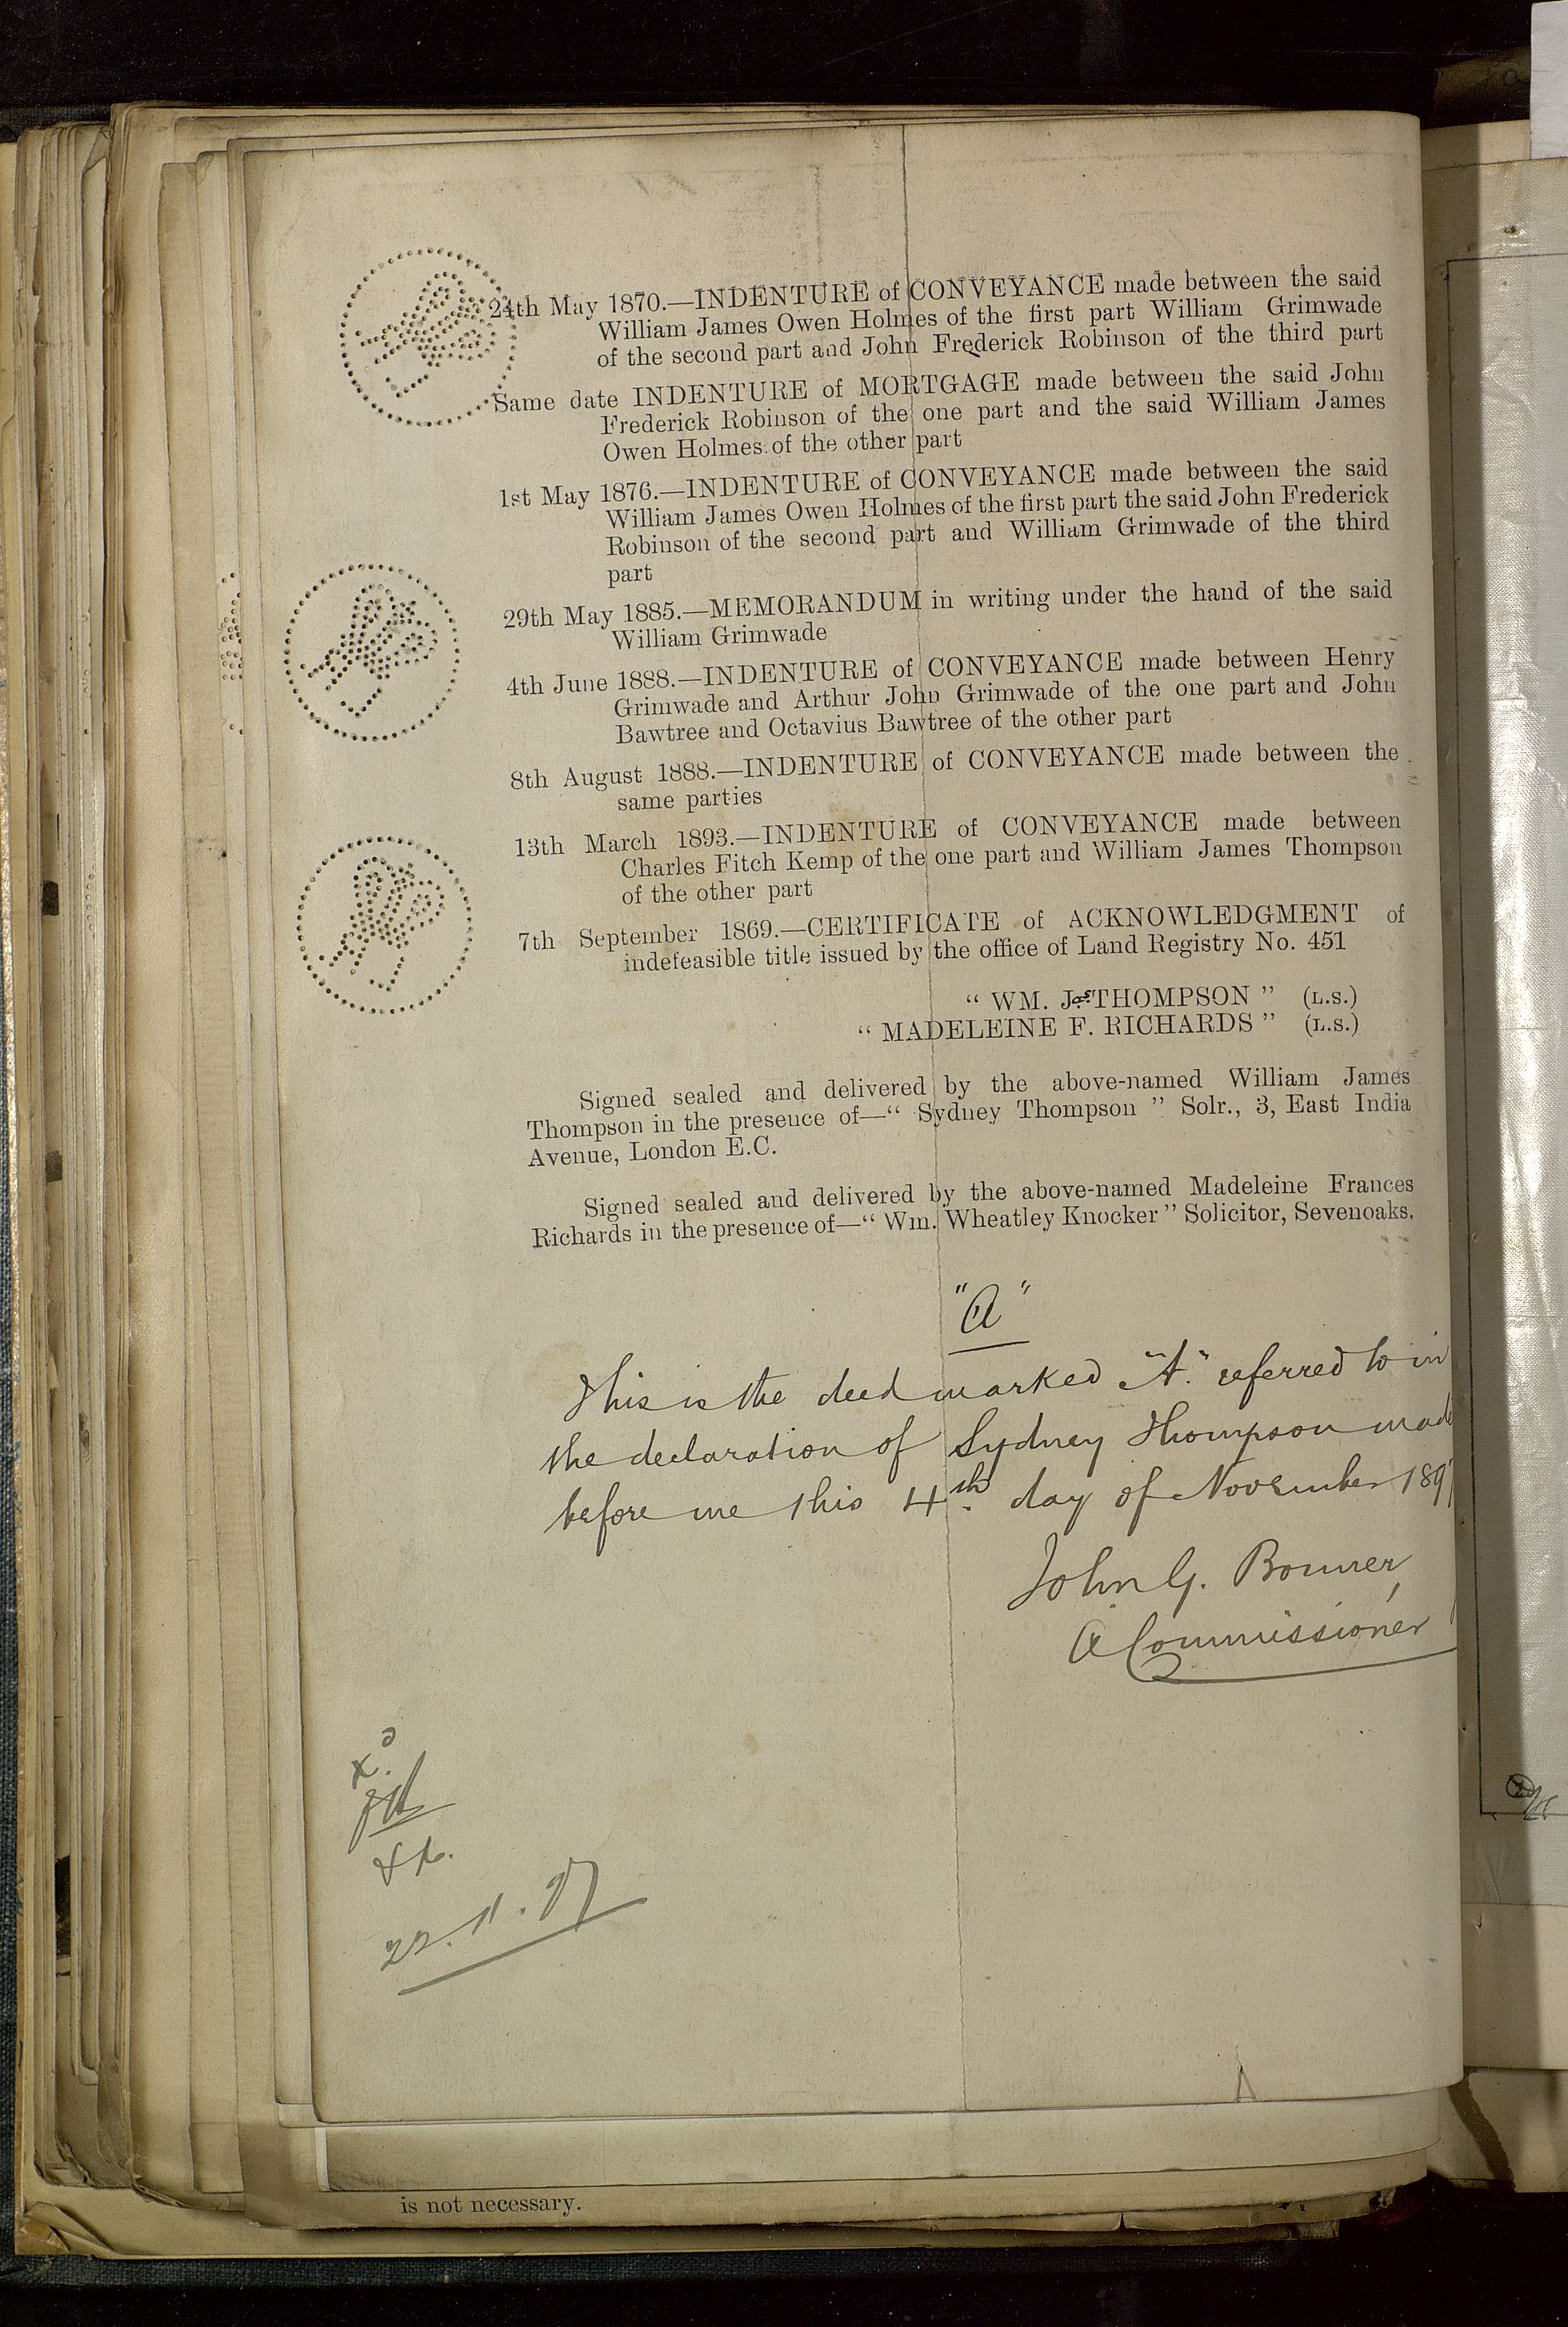 24th May 1870.—INDENTURE of CONVEYANCE made between the said
William James Owen Holmes of the first part William Grimwade
of the second part and John Frederick Robinson of the third part
Same date INDENTURE of MORTGAGE made between the said John
Frederick Robinson of the one part and the said William James
Owen Holmes of the other part
1st May 1876.—INDENTURE of CONVEYANCE made between the said
William James Owen Holmes of the first part the said John Frederick
Robinson of the second part and William Grimwade of the third
part
29th May 1885.—MEMORANDUM in writing under the hand of the said
William Grimwade
4th June 1888.—INDENTURE of CONVEYANCE made between Henry
Grimwade and Arthur John Grimwade of the one part and John
Bawtree and Octavius Bawtree of the other part
8th August 1888.—INDENTURE of CONVEYANCE made between the
same parties
13th March 1893.—INDENTURE of CONVEYANCE made between
Charles Fitch Kemp of the one part and William James Thompson
of the other part
7th September 1869.—CERTIFICATE of ACKNOWLEDGMENT of
indefeasible title issued by the office of Land Registry No. 451
“ WM. Jas THOMPSON ” (L.S.)
“ MADELEINE F. RICHARDS ” (L.S.)
Signed sealed and delivered by the above-named William James
Thompson in the presence of—“ Sydney Thompson ” Solr., 3, East India
Avenue, London E.C.
Signed sealed and delivered by the above-named Madeleine Frances
Richards in the presence of—“ Wm. Wheatley Knocker ” Solicitor, Sevenoaks.
"A"
This is the deed marked "A." referred to in
the declaration of Sydney Thompson mad
before me this 4th day of November 1897
John G. Bonner,
A Commissioner
22.11.97
is not necessary.